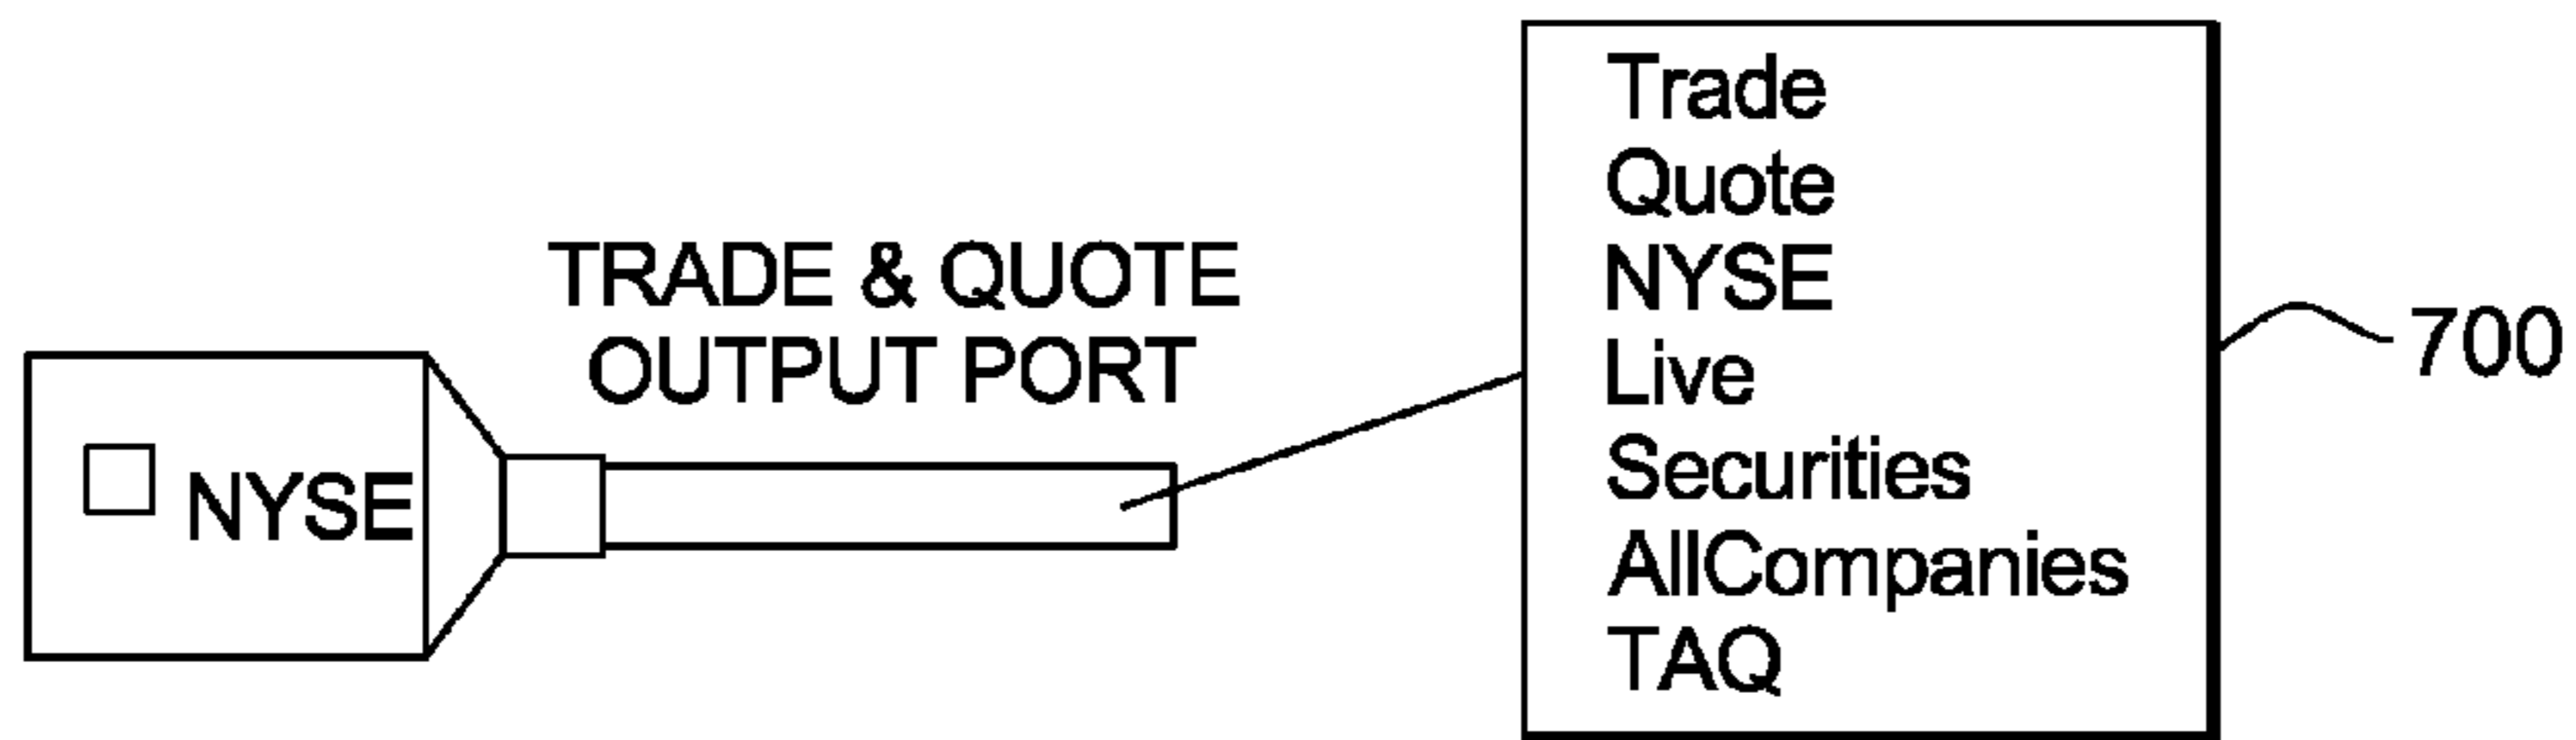 TRADE & QUOTE
OUTPUT PORT
NYSE
Trade
Quote
NYSE
Live
Securities
AllCompanies
TAQ
700